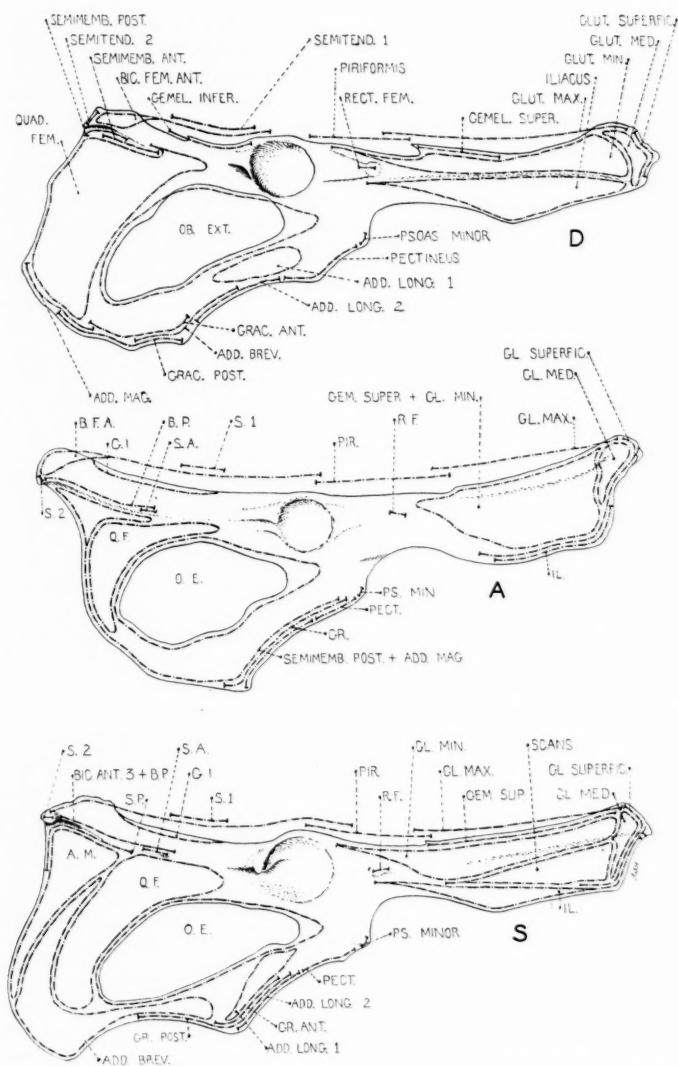 SEMIMEMB. POST.
SEMITEND. 2
SEMIMEMB. ANT.
BIC. FEM. ANT.
GEMEL. INFER.
QUAD.
FEM.
SEMITEND. 1
PIRIFORMIS
RECT. FEM.
GLUT. SUPERFIC.
GLUT. MED.
GLUT. MIN.
ILIACUS
GLUT. MAX.
GEMEL. SUPER.
OB. EXT.
D
PSOAS MINOR
PECTINEUS
ADD. LONG. 1
ADD. LONG. 2
GRAC. ANT.
ADD. BREV.
GRAC. POST.
ADD. MAG.
GL. SUPERFIC.
GL. MED.
GEM. SUPER + GL. MIN.
GL. MAX.
B.F.A.
G.I.
B.P.
S.A.
S.1
PIR.
R.F.
S.2
Q.F.
O.E.
A
IL.
PS. MIN
PECT.
GR.
SEMIMEMB. POST. + ADD. MAG
S.2
BIC ANT. 3 + B.P.
S.P.
S.A.
G.I.
S.1
PIR.
GL. MIN.
R.F.
GL. MAX.
GEM. SUP
SCANS
GL. SUPERFIC.
GL. MED.
A.M.
Q.F.
O.E.
S
IL.
PS. MINOR
PECT.
ADD. LONG 2
GR. ANT.
ADD. LONG 1
GR. POST.
ADD. BREV.